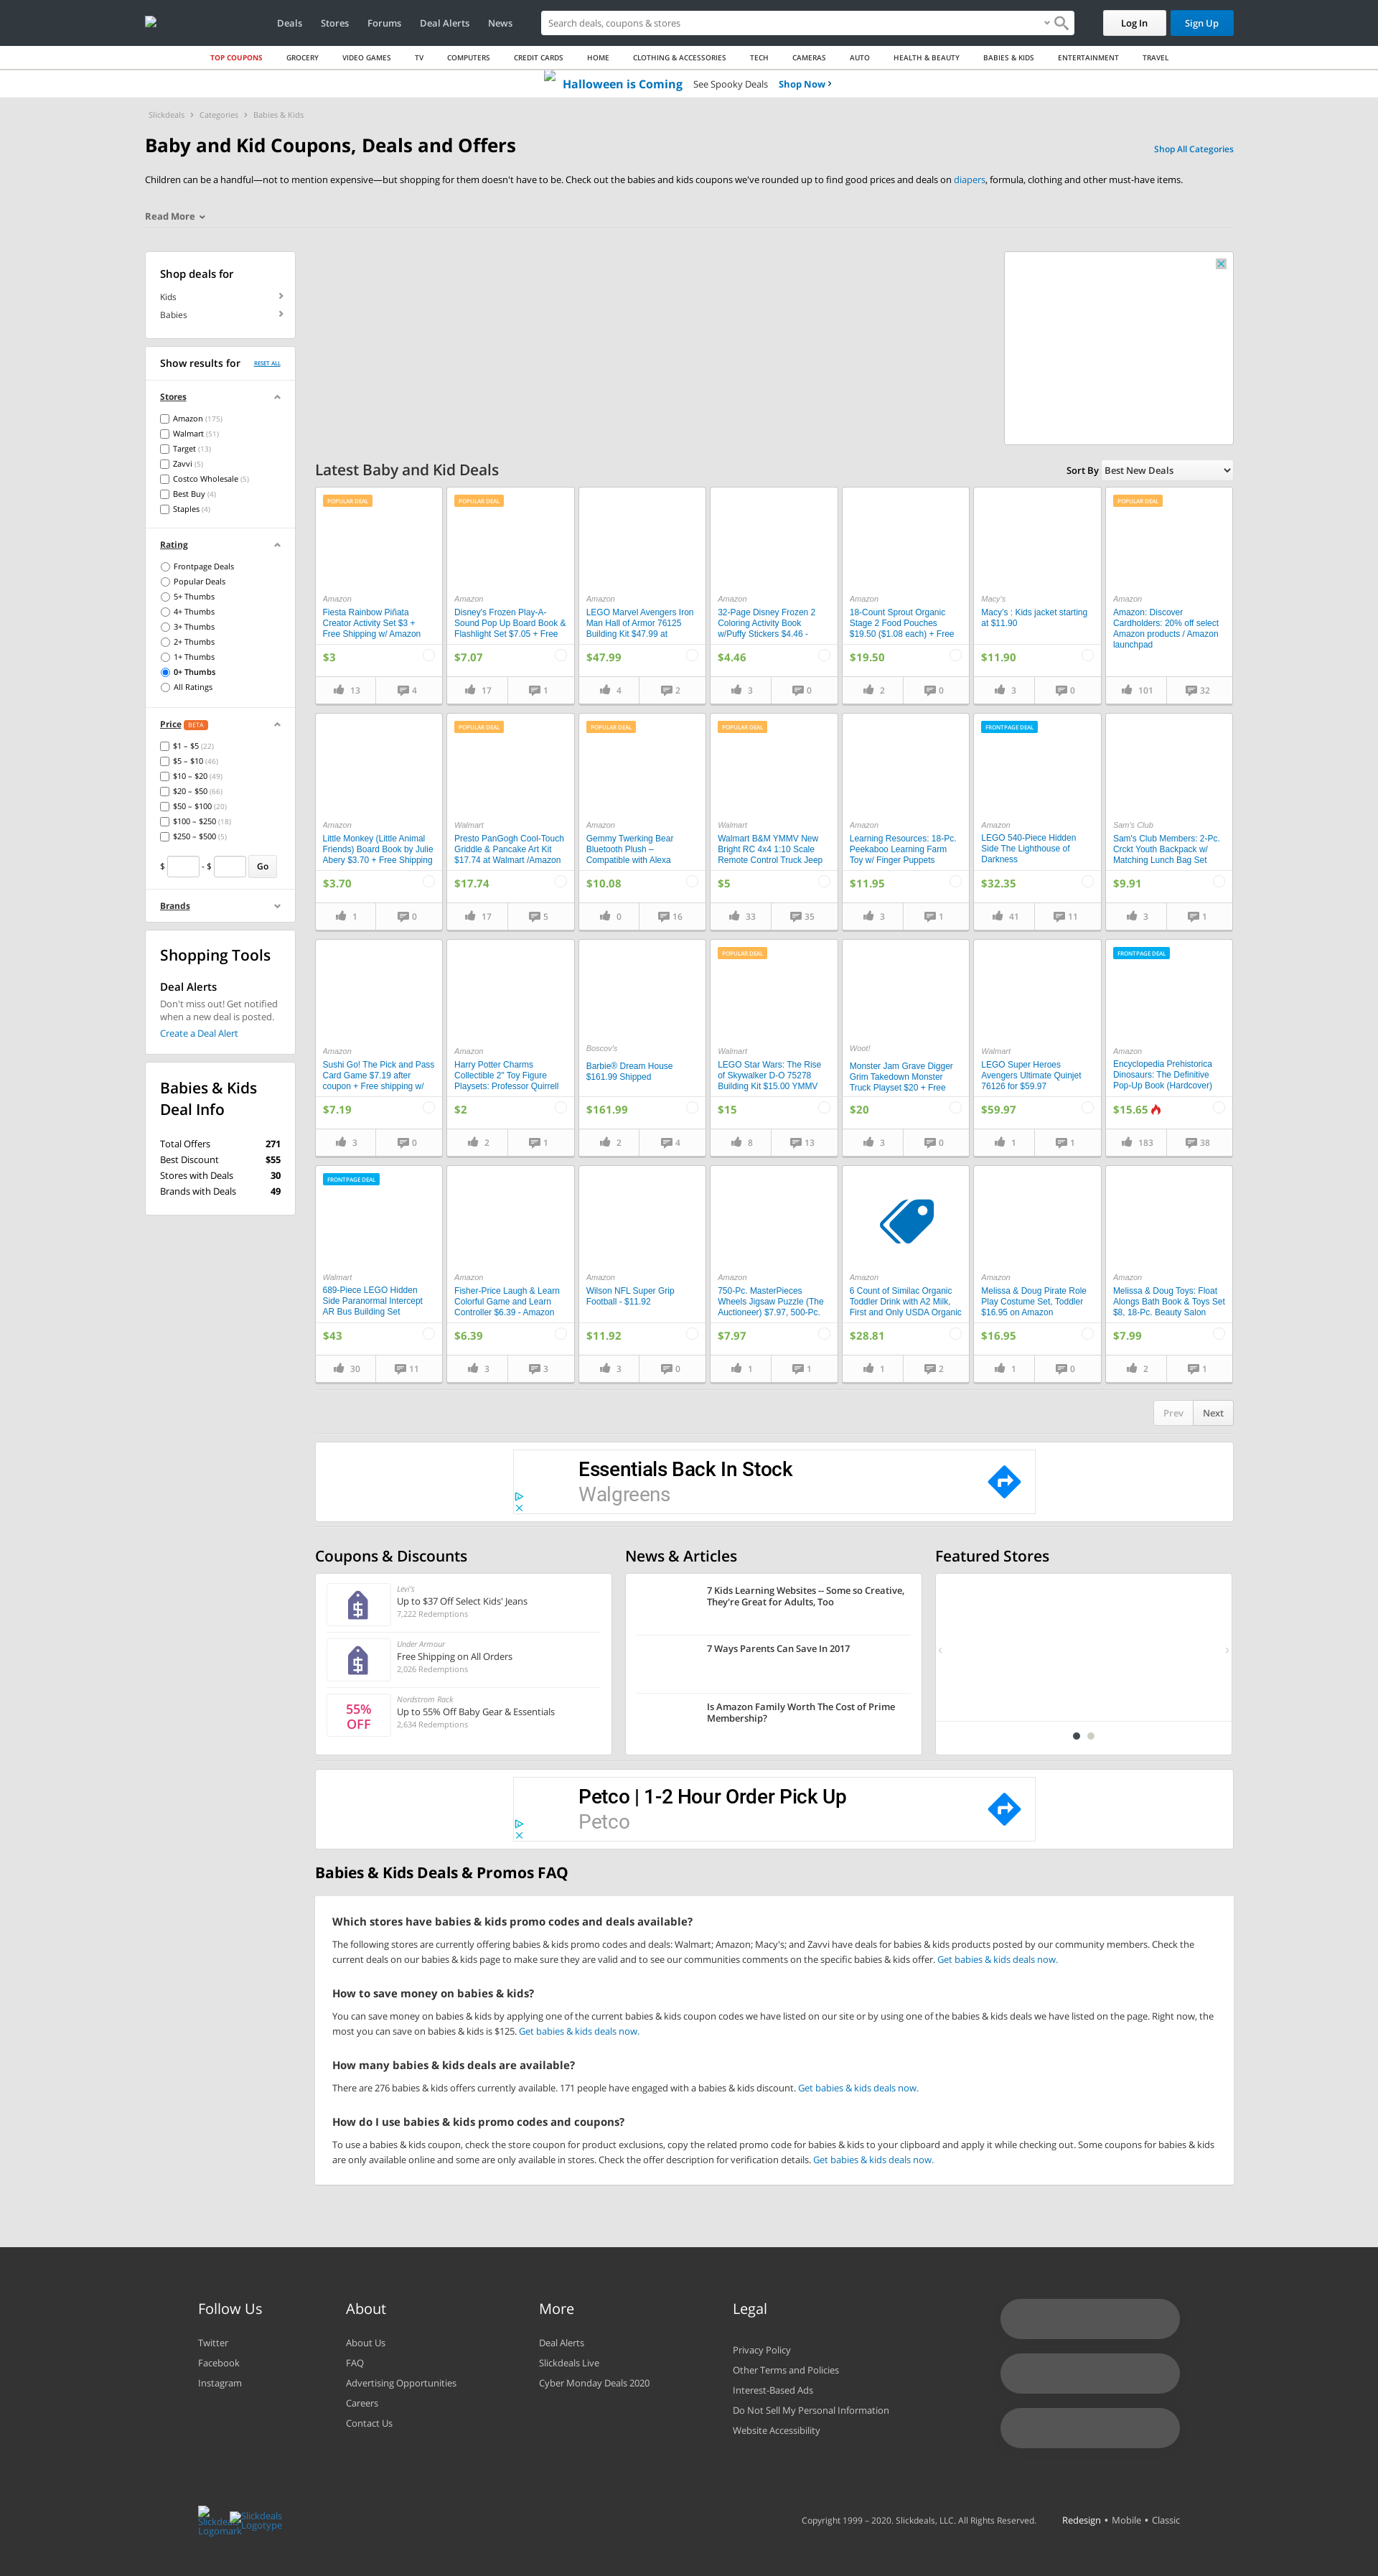 Deals Stores Forums Deal Alerts News Search deals, coupons & stores Log In Sign Up
TOP COUPONS GROCERY VIDEO GAMES TV COMPUTERS CREDIT CARDS HOME CLOTHING & ACCESSORIES TECH CAMERAS AUTO HEALTH & BEAUTY BABIES & KIDS ENTERTAINMENT TRAVEL
Halloween is Coming See Spooky Deals Shop Now
Slickdeals Categories Babies & Kids
Baby and Kid Coupons, Deals and Offers
Shop All Categories
Children can be a handful—not to mention expensive—but shopping for them doesn't have to be. Check out the babies and kids coupons we've rounded up to find good prices and deals on diapers, formula, clothing and other must-have items.
Read More
Shop deals for
Kids
Babies
Show results for RESET ALL
Stores
Amazon (175)
Walmart (51)
Target (13)
Zavvi (5)
Costco Wholesale (5)
Best Buy (4)
Staples (4)
Rating
Frontpage Deals
Popular Deals
5+ Thumbs
4+ Thumbs
3+ Thumbs
2+ Thumbs
1+ Thumbs
0+ Thumbs
All Ratings
Price BETA
$1 – $5 (22)
$5 – $10 (46)
$10 – $20 (49)
$20 – $50 (66)
$50 – $100 (20)
$100 – $250 (18)
$250 – $500 (5)
$ - $ Go
Brands
Shopping Tools
Deal Alerts
Don't miss out! Get notified
when a new deal is posted.
Create a Deal Alert
Babies & Kids
Deal Info
Total Offers 271
Best Discount $55
Stores with Deals 30
Brands with Deals 49
Latest Baby and Kid Deals
Sort By Best New Deals
POPULAR DEAL
Amazon
Fiesta Rainbow Piñata
Creator Activity Set $3 +
Free Shipping w/ Amazon
$3
13 4
POPULAR DEAL
Amazon
Disney's Frozen Play-A-
Sound Pop Up Board Book &
Flashlight Set $7.05 + Free
$7.07
17 1
Amazon
LEGO Marvel Avengers Iron
Man Hall of Armor 76125
Building Kit $47.99 at
$47.99
4 2
Amazon
32-Page Disney Frozen 2
Coloring Activity Book
w/Puffy Stickers $4.46 -
$4.46
3 0
Amazon
18-Count Sprout Organic
Stage 2 Food Pouches
$19.50 ($1.08 each) + Free
$19.50
2 0
Macy's
Macy's : Kids jacket starting
at $11.90
$11.90
3 0
POPULAR DEAL
Amazon
Amazon: Discover
Cardholders: 20% off select
Amazon products / Amazon
launchpad
101 32
Amazon
Little Monkey (Little Animal
Friends) Board Book by Julie
Abery $3.70 + Free Shipping
$3.70
1 0
POPULAR DEAL
Walmart
Presto PanGogh Cool-Touch
Griddle & Pancake Art Kit
$17.74 at Walmart /Amazon
$17.74
17 5
POPULAR DEAL
Amazon
Gemmy Twerking Bear
Bluetooth Plush –
Compatible with Alexa
$10.08
0 16
POPULAR DEAL
Walmart
Walmart B&M YMMV New
Bright RC 4x4 1:10 Scale
Remote Control Truck Jeep
$5
33 35
Amazon
Learning Resources: 18-Pc.
Peekaboo Learning Farm
Toy w/ Finger Puppets
$11.95
3 1
FRONTPAGE DEAL
Amazon
LEGO 540-Piece Hidden
Side The Lighthouse of
Darkness
$32.35
41 11
Sam's Club
Sam's Club Members: 2-Pc.
Crckt Youth Backpack w/
Matching Lunch Bag Set
$9.91
3 1
Amazon
Sushi Go! The Pick and Pass
Card Game $7.19 after
coupon + Free shipping w/
$7.19
3 0
Amazon
Harry Potter Charms
Collectible 2" Toy Figure
Playsets: Professor Quirrell
$2
2 1
Boscov's
Barbie® Dream House
$161.99 Shipped
$161.99
2 4
POPULAR DEAL
Walmart
LEGO Star Wars: The Rise
of Skywalker D-O 75278
Building Kit $15.00 YMMV
$15
8 13
Woot!
Monster Jam Grave Digger
Grim Takedown Monster
Truck Playset $20 + Free
$20
3 0
Walmart
LEGO Super Heroes
Avengers Ultimate Quinjet
76126 for $59.97
$59.97
1 1
FRONTPAGE DEAL
Amazon
Encyclopedia Prehistorica
Dinosaurs: The Definitive
Pop-Up Book (Hardcover)
$15.65
183 38
FRONTPAGE DEAL
Walmart
689-Piece LEGO Hidden
Side Paranormal Intercept
AR Bus Building Set
$43
30 11
Amazon
Fisher-Price Laugh & Learn
Colorful Game and Learn
Controller $6.39 - Amazon
$6.39
3 3
Amazon
Wilson NFL Super Grip
Football - $11.92
$11.92
3 0
Amazon
750-Pc. MasterPieces
Wheels Jigsaw Puzzle (The
Auctioneer) $7.97, 500-Pc.
$7.97
1 1
Amazon
6 Count of Similac Organic
Toddler Drink with A2 Milk,
First and Only USDA Organic
$28.81
1 2
Amazon
Melissa & Doug Pirate Role
Play Costume Set, Toddler
$16.95 on Amazon
$16.95
1 0
Amazon
Melissa & Doug Toys: Float
Alongs Bath Book & Toys Set
$8, 18-Pc. Beauty Salon
$7.99
2 1
Prev Next
Essentials Back In Stock
Walgreens
Coupons & Discounts
Levi's
Up to $37 Off Select Kids' Jeans
7,222 Redemptions
Under Armour
Free Shipping on All Orders
2,026 Redemptions
55%
OFF
Nordstrom Rack
Up to 55% Off Baby Gear & Essentials
2,634 Redemptions
News & Articles
7 Kids Learning Websites -- Some so Creative,
They're Great for Adults, Too
7 Ways Parents Can Save In 2017
Is Amazon Family Worth The Cost of Prime
Membership?
Featured Stores
Petco | 1-2 Hour Order Pick Up
Petco
Babies & Kids Deals & Promos FAQ
Which stores have babies & kids promo codes and deals available?
The following stores are currently offering babies & kids promo codes and deals: Walmart; Amazon; Macy's; and Zavvi have deals for babies & kids products posted by our community members. Check the
current deals on our babies & kids page to make sure they are valid and to see our communities comments on the specific babies & kids offer. Get babies & kids deals now.
How to save money on babies & kids?
You can save money on babies & kids by applying one of the current babies & kids coupon codes we have listed on our site or by using one of the babies & kids deals we have listed on the page. Right now, the
most you can save on babies & kids is $125. Get babies & kids deals now.
How many babies & kids deals are available?
There are 276 babies & kids offers currently available. 171 people have engaged with a babies & kids discount. Get babies & kids deals now.
How do I use babies & kids promo codes and coupons?
To use a babies & kids coupon, check the store coupon for product exclusions, copy the related promo code for babies & kids to your clipboard and apply it while checking out. Some coupons for babies & kids
are only available online and some are only available in stores. Check the offer description for verification details. Get babies & kids deals now.
Follow Us
Twitter
Facebook
Instagram
About
About Us
FAQ
Advertising Opportunities
Careers
Contact Us
More
Deal Alerts
Slickdeals Live
Cyber Monday Deals 2020
Legal
Privacy Policy
Other Terms and Policies
Interest-Based Ads
Do Not Sell My Personal Information
Website Accessibility
Slickdeals
Logomark
Slickdeals
Logotype
Copyright 1999 – 2020. Slickdeals, LLC. All Rights Reserved. Redesign • Mobile • Classic